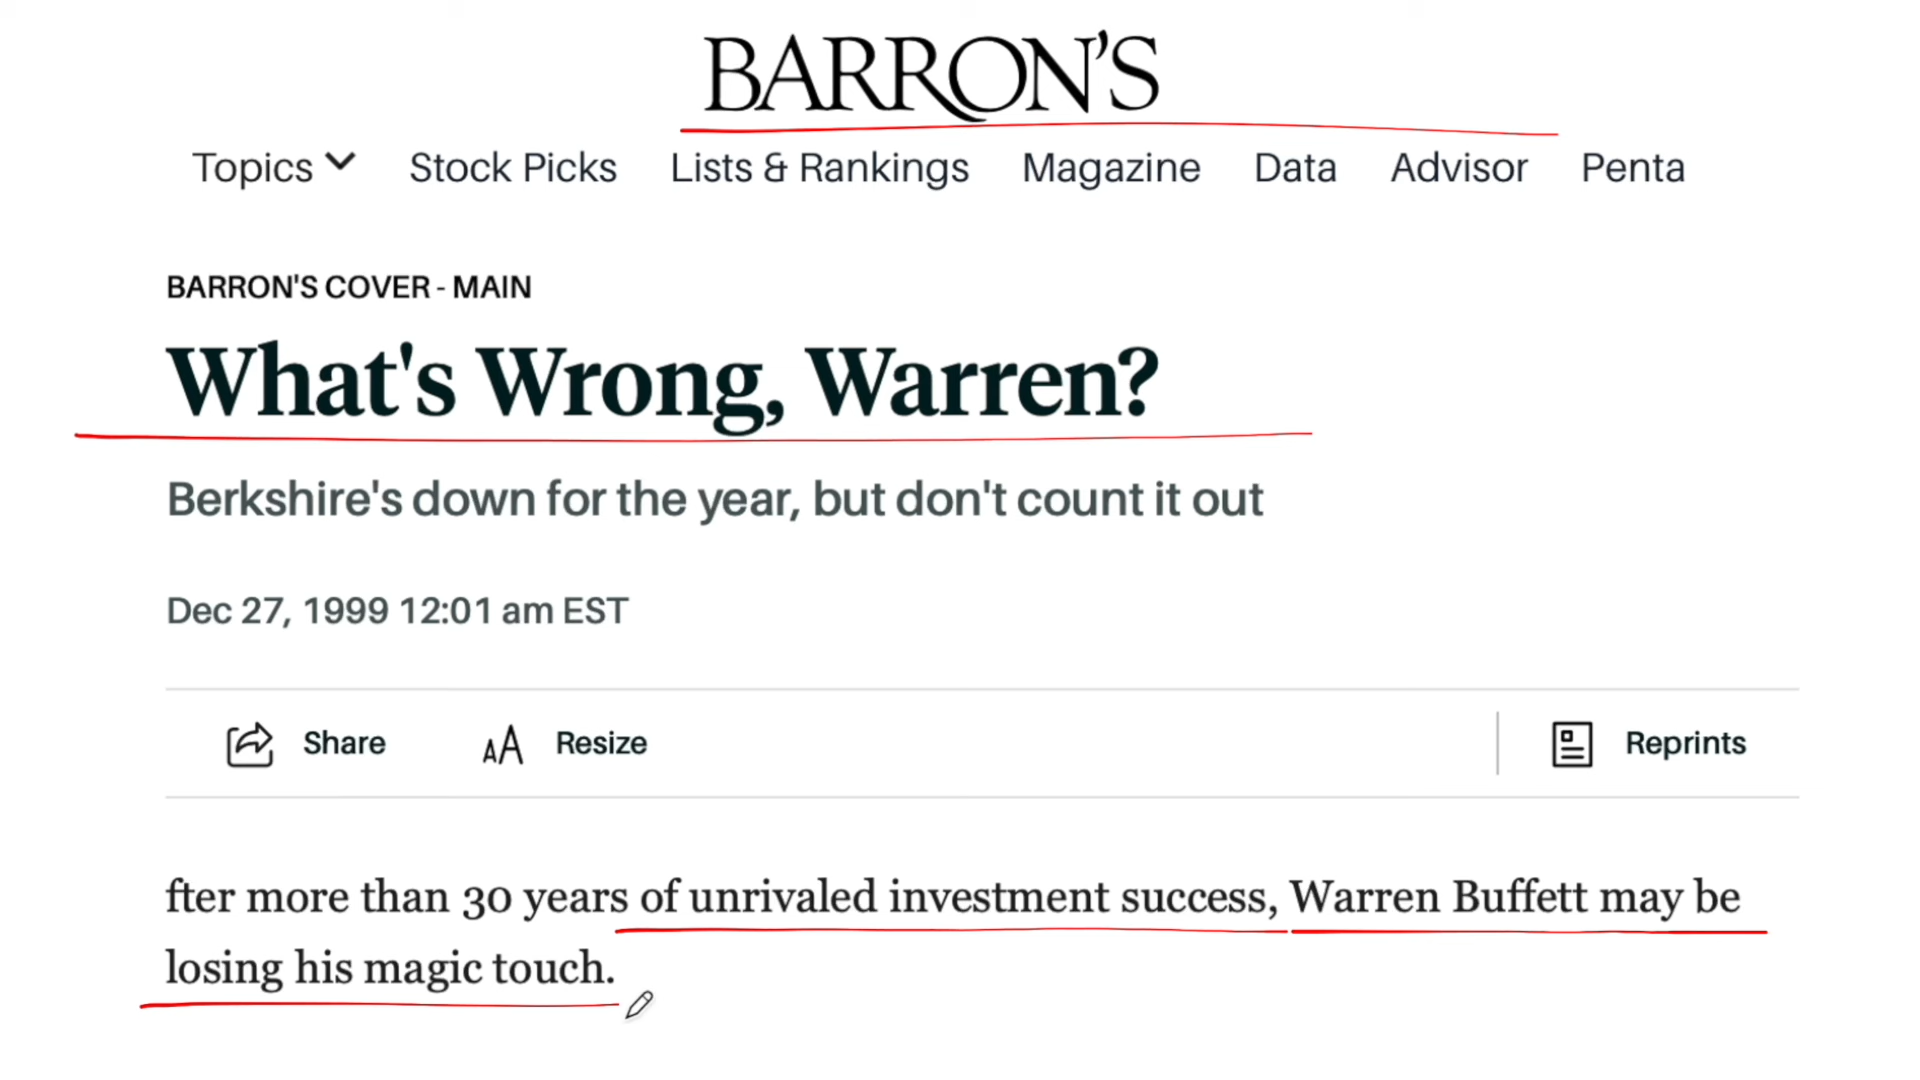 BARRON'S
Topics Stock Picks Lists & Rankings Magazine Data Advisor Penta
BARRON'S COVER - MAIN
What's Wrong, Warren?
Berkshire's down for the year, but don't count it out
Dec 27, 1999 12:01 am EST
Share AA Resize Reprints
fter more than 30 years of unrivaled investment success, Warren Buffett may be
losing his magic touch.